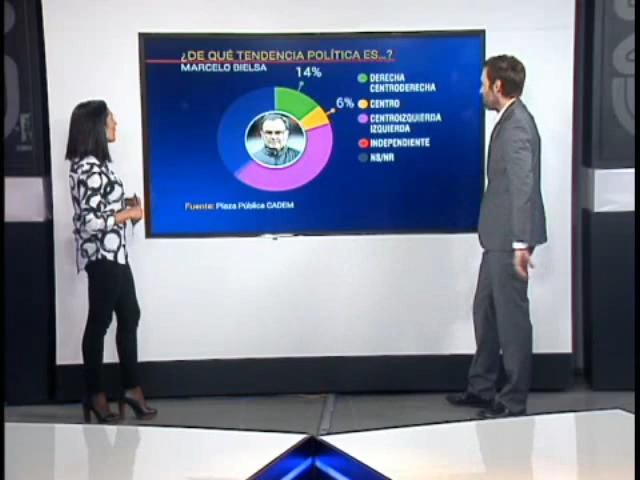 ¿DE QUÉ TENDENCIA POLÍTICA ES...?
MARCELO BIELSA
14%
6%
DERECHA
CENTRODERECHA
CENTRO
CENTROIZQUIERDA
IZQUIERDA
INDEPENDIENTE
NS/NR
Fuente: Plaza Pública CADEM